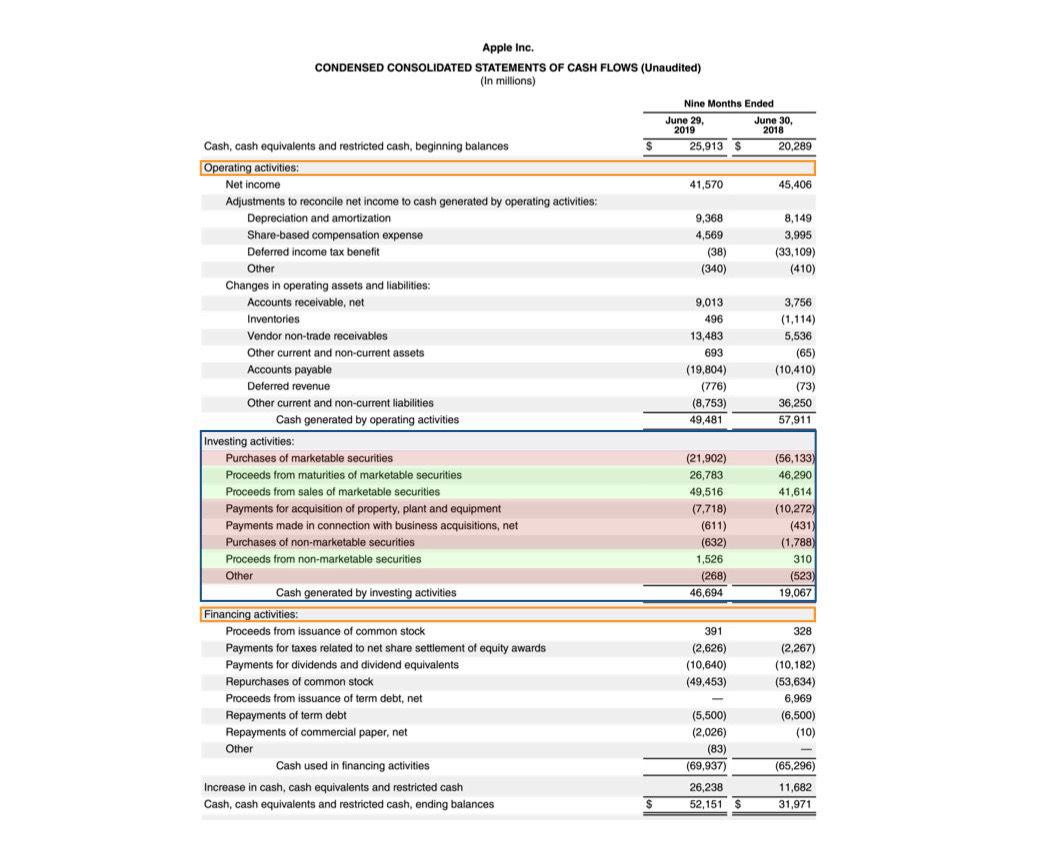 Apple Inc.
CONDENSED CONSOLIDATED STATEMENTS OF CASH FLOWS (Unaudited)
(In millions)
Nine Months Ended
June 29, 2019 June 30, 2018
Cash, cash equivalents and restricted cash, beginning balances $ 25,913 $ 20,289
Operating activities:
Net income 41,570 45,406
Adjustments to reconcile net income to cash generated by operating activities:
Depreciation and amortization 9,368 8,149
Share-based compensation expense 4,569 3,995
Deferred income tax benefit (38) (33,109)
Other (340) (410)
Changes in operating assets and liabilities:
Accounts receivable, net 9,013 3,756
Inventories 496 (1,114)
Vendor non-trade receivables 13,483 5,536
Other current and non-current assets 693 (65)
Accounts payable (19,804) (10,410)
Deferred revenue (776) (73)
Other current and non-current liabilities (8,753) 36,250
Cash generated by operating activities 49,481 57,911
Investing activities:
Purchases of marketable securities (21,902) (56,133)
Proceeds from maturities of marketable securities 26,783 46,290
Proceeds from sales of marketable securities 49,516 41,614
Payments for acquisition of property, plant and equipment (7,718) (10,272)
Payments made in connection with business acquisitions, net (611) (431)
Purchases of non-marketable securities (632) (1,788)
Proceeds from non-marketable securities 1,526 310
Other (268) (523)
Cash generated by investing activities 46,694 19,067
Financing activities:
Proceeds from issuance of common stock 391 328
Payments for taxes related to net share settlement of equity awards (2,626) (2,267)
Payments for dividends and dividend equivalents (10,640) (10,182)
Repurchases of common stock (49,453) (53,634)
Proceeds from issuance of term debt, net — 6,969
Repayments of term debt (5,500) (6,500)
Repayments of commercial paper, net (2,026) (10)
Other (83) —
Cash used in financing activities (69,937) (65,296)
Increase in cash, cash equivalents and restricted cash 26,238 11,682
Cash, cash equivalents and restricted cash, ending balances $ 52,151 $ 31,971